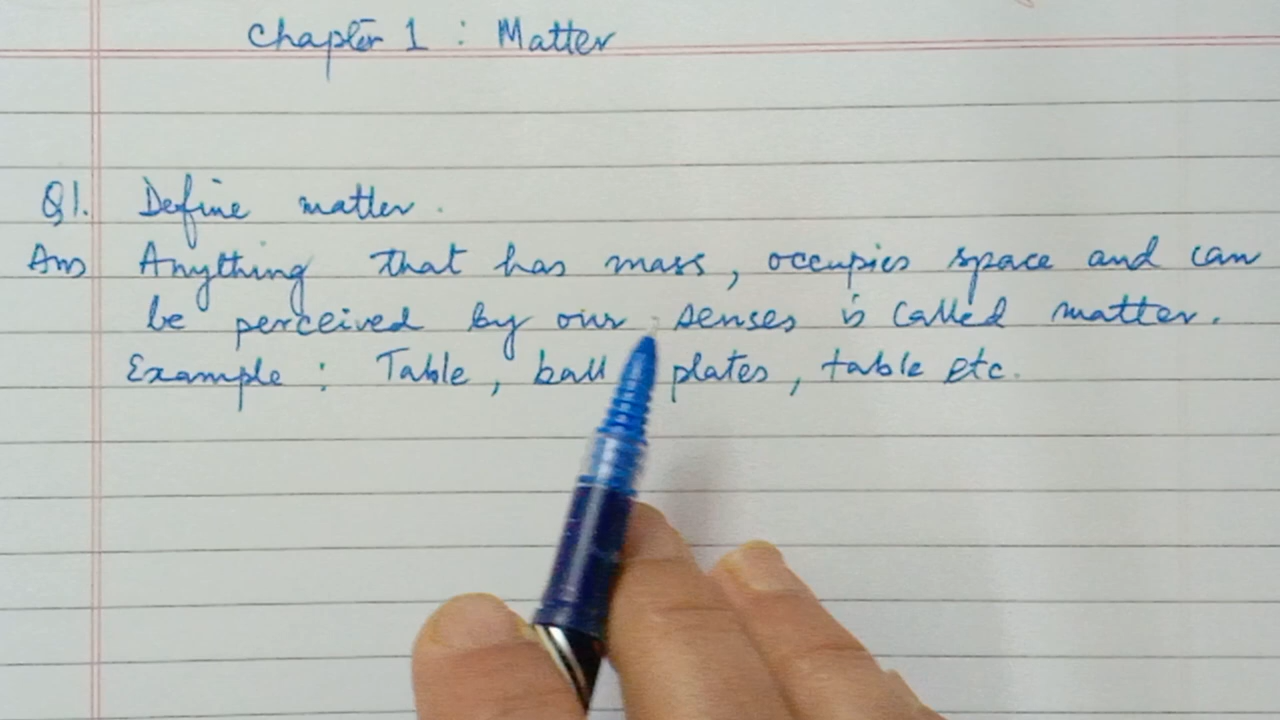 Chapter 1 : Matter
Q1. Define matter.
Ans Anything that has mass, occupies space and can
be perceived by our senses is called matter.
Example : Table, ball plates, table etc.